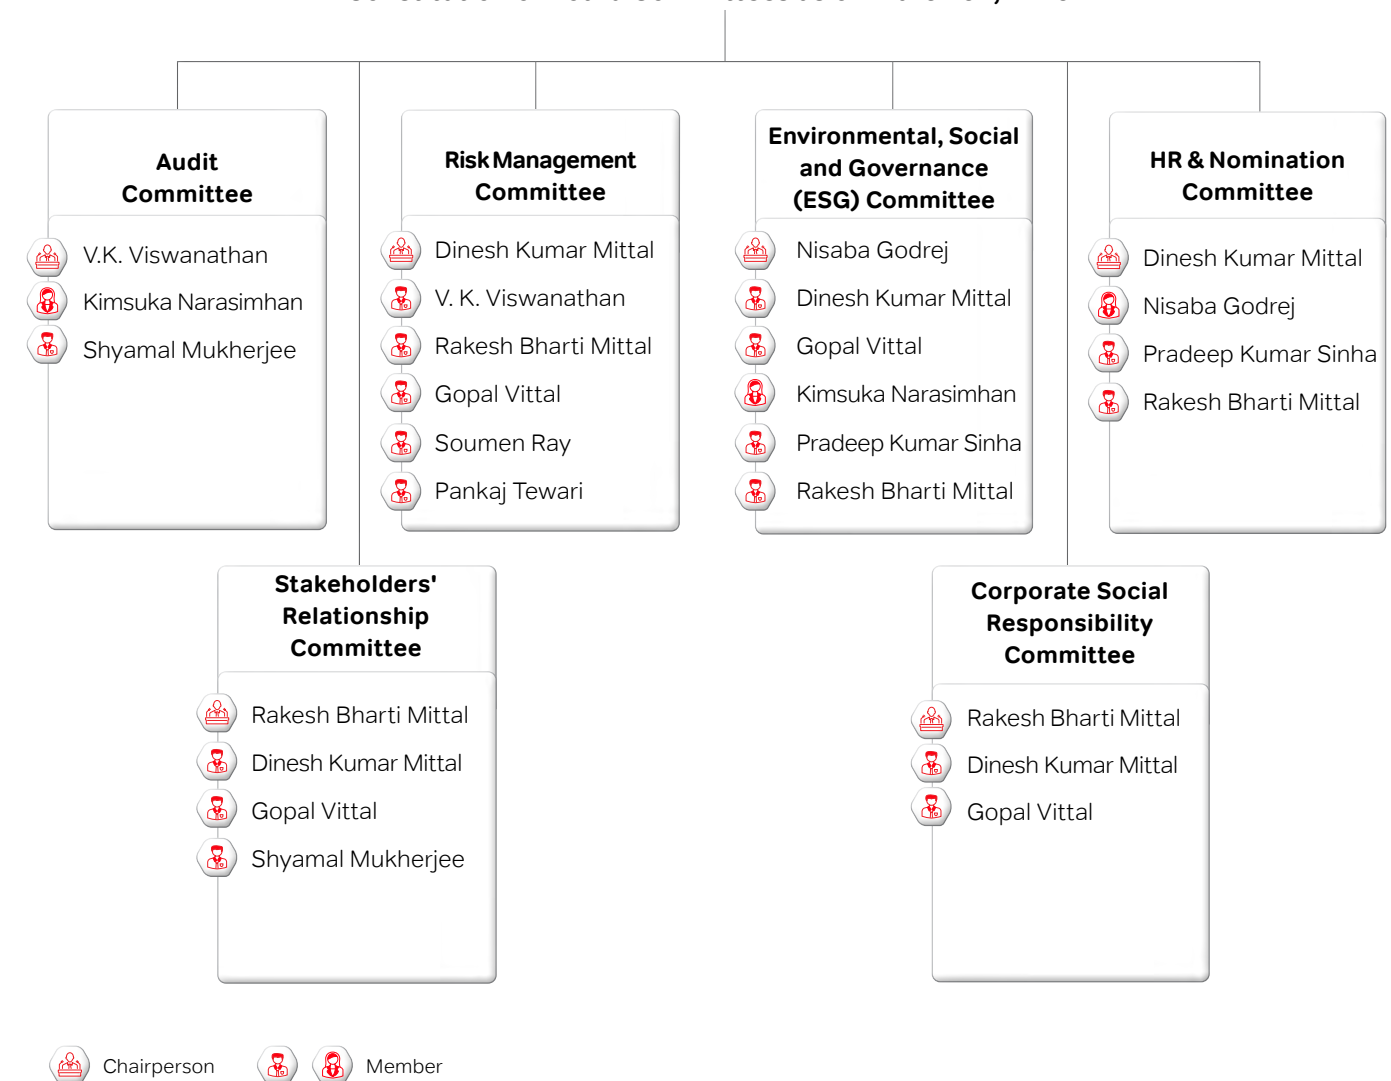 Audit
Committee
V.K. Viswanathan
Kimsuka Narasimhan
Shyamal Mukherjee
Risk Management
Committee
Dinesh Kumar Mittal
V. K. Viswanathan
Rakesh Bharti Mittal
Gopal Vittal
Soumen Ray
Pankaj Tewari
Environmental, Social
and Governance
(ESG) Committee
Nisaba Godrej
Dinesh Kumar Mittal
Gopal Vittal
Kimsuka Narasimhan
Pradeep Kumar Sinha
Rakesh Bharti Mittal
HR & Nomination
Committee
Dinesh Kumar Mittal
Nisaba Godrej
Pradeep Kumar Sinha
Rakesh Bharti Mittal
Stakeholders'
Relationship
Committee
Rakesh Bharti Mittal
Dinesh Kumar Mittal
Gopal Vittal
Shyamal Mukherjee
Corporate Social
Responsibility
Committee
Rakesh Bharti Mittal
Dinesh Kumar Mittal
Gopal Vittal
Chairperson
Member